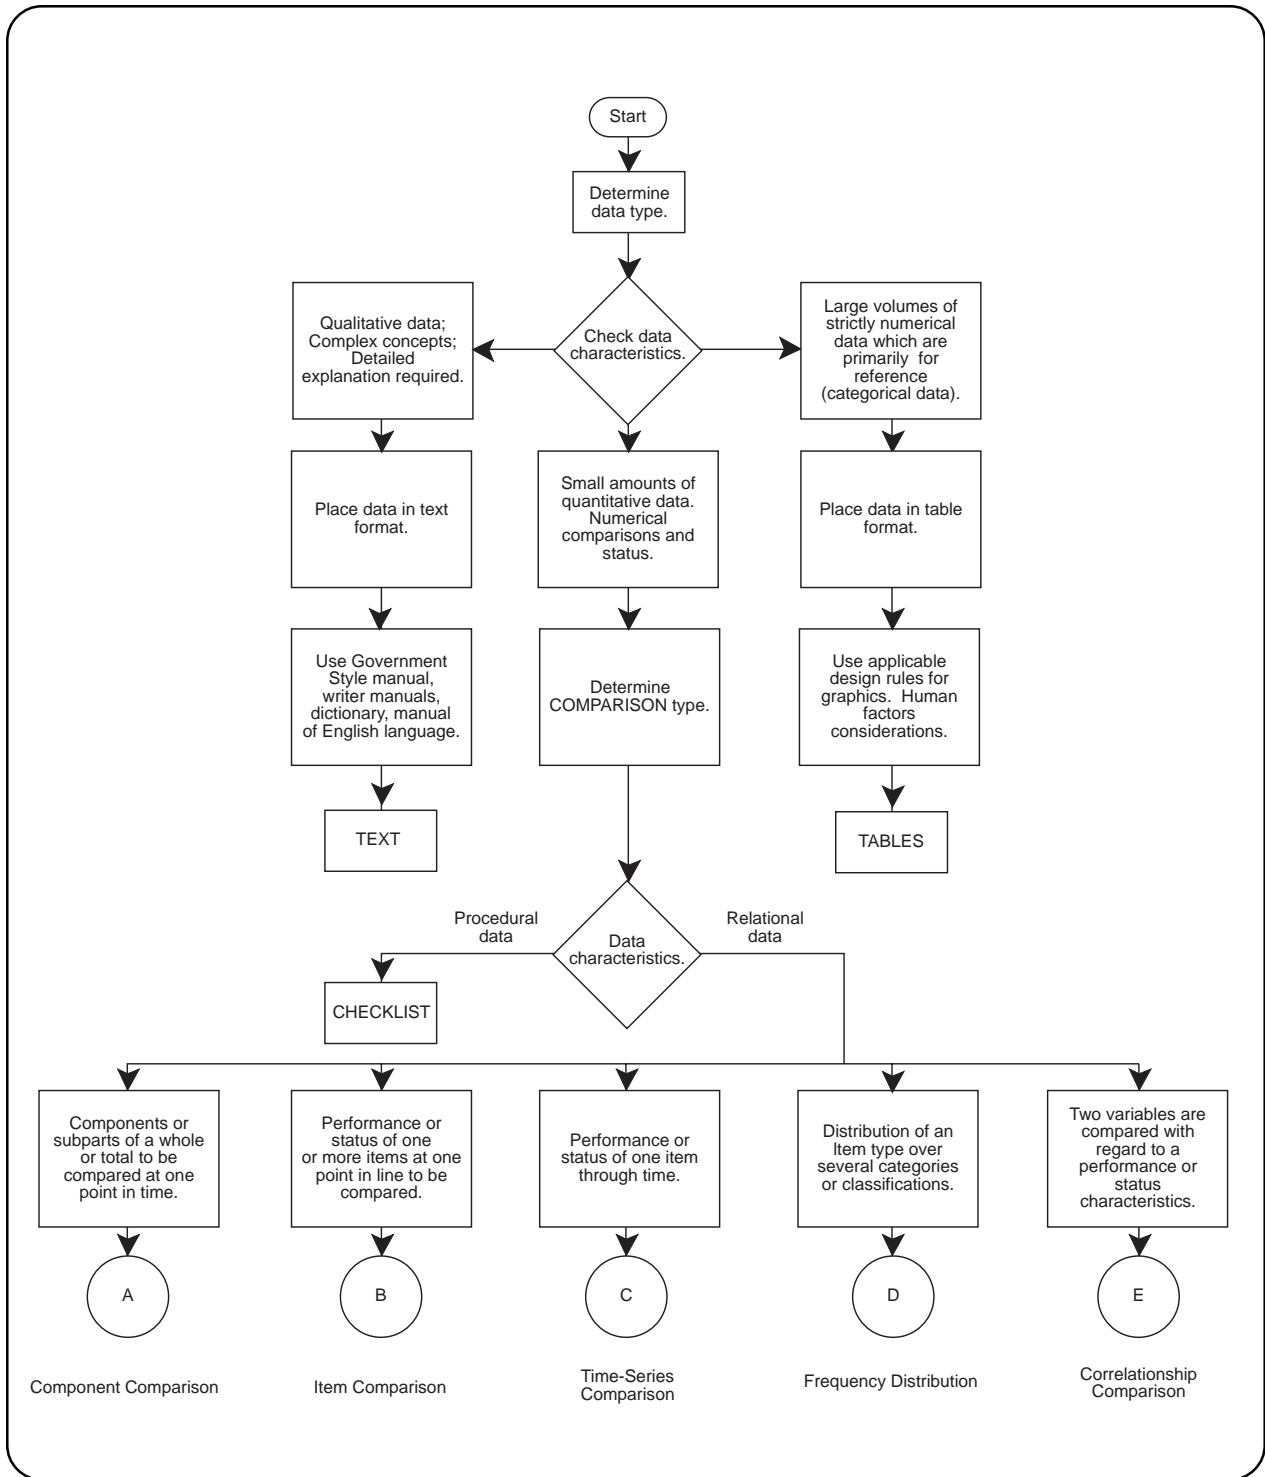 Start
Determine
data type.
Check data
characteristics.
Qualitative data;
Complex concepts;
Detailed
explanation required.
Large volumes of
strictly numerical
data which are
primarily for
reference
(categorical data).
Place data in text
format.
Small amounts of
quantitative data.
Numerical
comparisons and
status.
Place data in table
format.
Use Government
Style manual,
writer manuals,
dictionary, manual
of English language.
Determine
COMPARISON type.
Use applicable
design rules for
graphics. Human
factors
considerations.
TEXT
TABLES
Procedural
data
Data
characteristics.
Relational
data
CHECKLIST
Components or
subparts of a whole
or total to be
compared at one
point in time.
Performance or
status of one
or more items at one
point in line to be
compared.
Performance or
status of one item
through time.
Distribution of an
Item type over
several categories
or classifications.
Two variables are
compared with
regard to a
performance or
status
characteristics.
A
B
C
D
E
Component Comparison
Item Comparison
Time-Series
Comparison
Frequency Distribution
Correlationship
Comparison